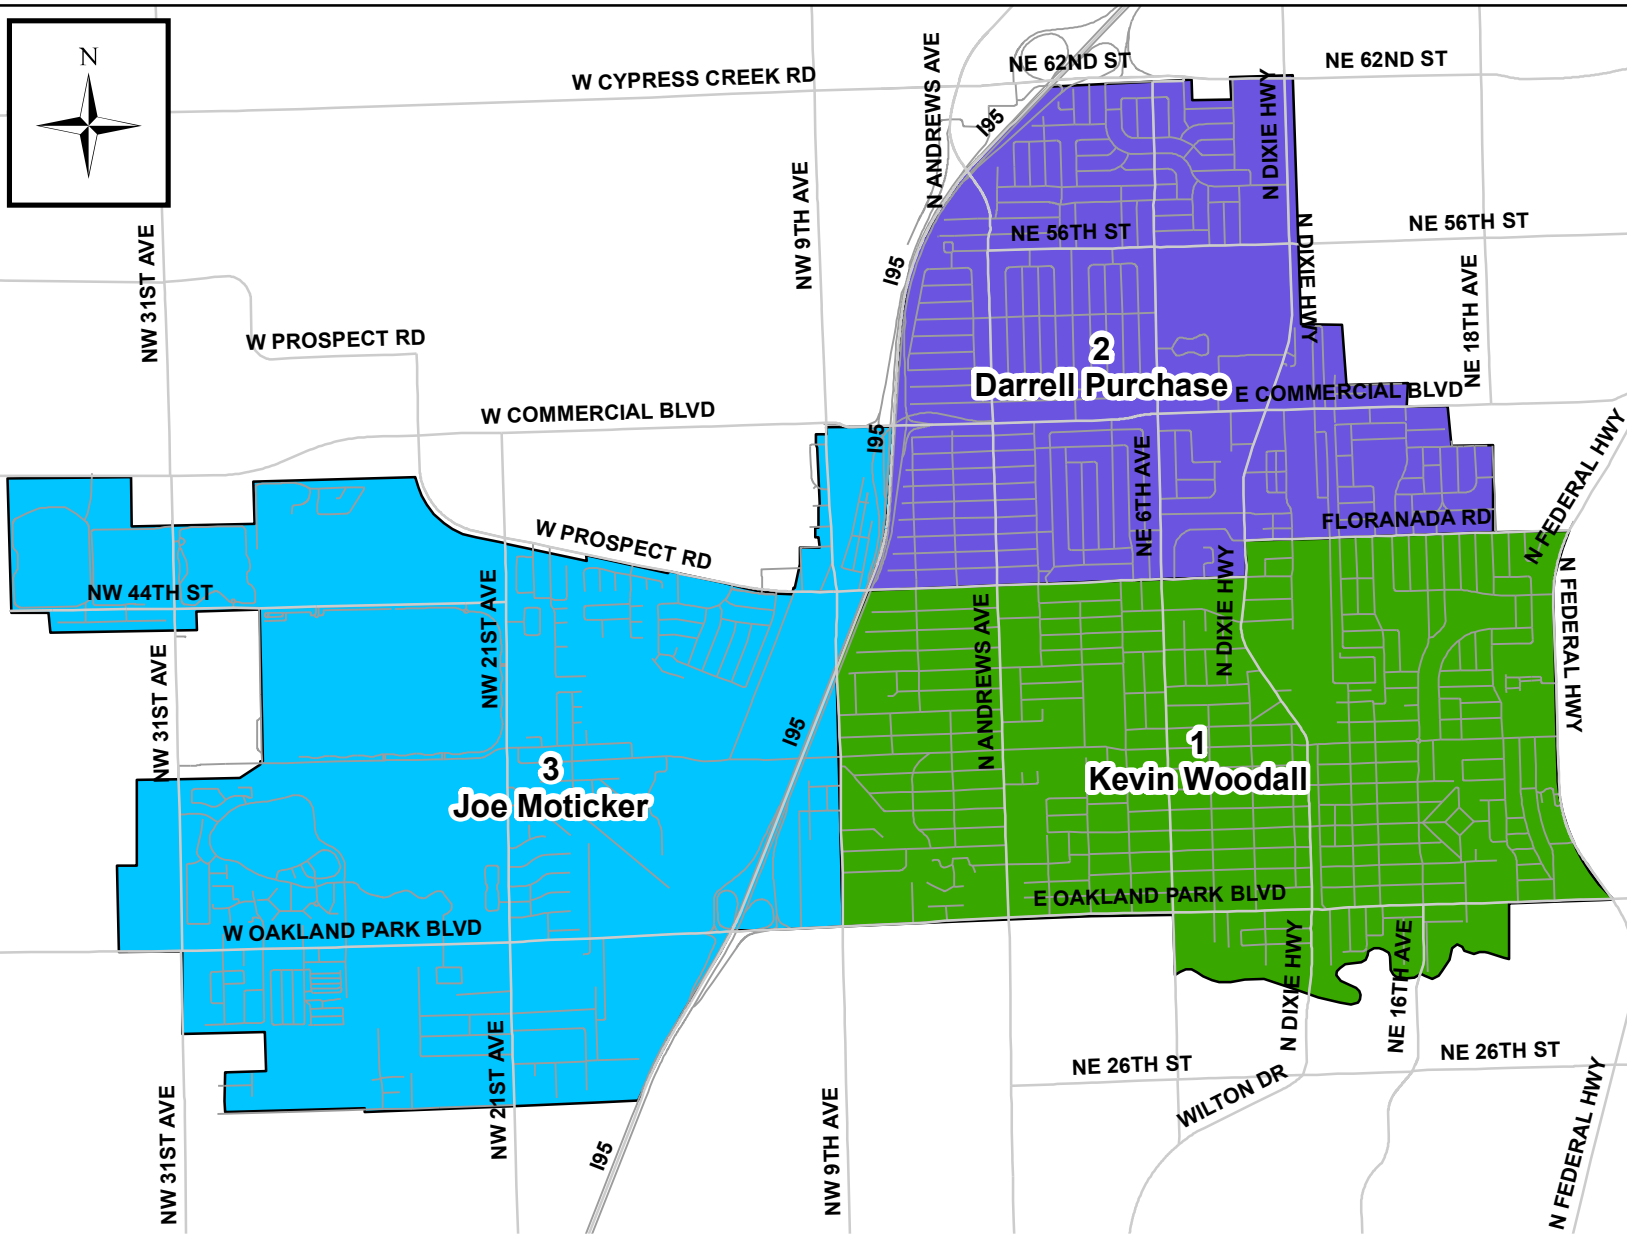 N
W CYPRESS CREEK RD
NE 62ND ST
NE 62ND ST
N ANDREWS AVE
I95
N DIXIE HWY
NW 9TH AVE
NW 31ST AVE
NE 56TH ST
NE 56TH ST
N DIXIE HWY
I95
NE 18TH AVE
W PROSPECT RD
2
Darrell Purchase
E COMMERCIAL BLVD
W COMMERCIAL BLVD
I95
NE 6TH AVE
N FEDERAL HWY
FLORANADA RD
W PROSPECT RD
NW 44TH ST
NW 21ST AVE
N DIXIE HWY
N ANDREWS AVE
N FEDERAL HWY
NW 31ST AVE
I95
1
Kevin Woodall
3
Joe Moticker
E OAKLAND PARK BLVD
W OAKLAND PARK BLVD
N DIXIE HWY
NE 16TH AVE
NE 26TH ST
NE 26TH ST
WILTON DR
NW 21ST AVE
NW 31ST AVE
I95
NW 9TH AVE
N FEDERAL HWY